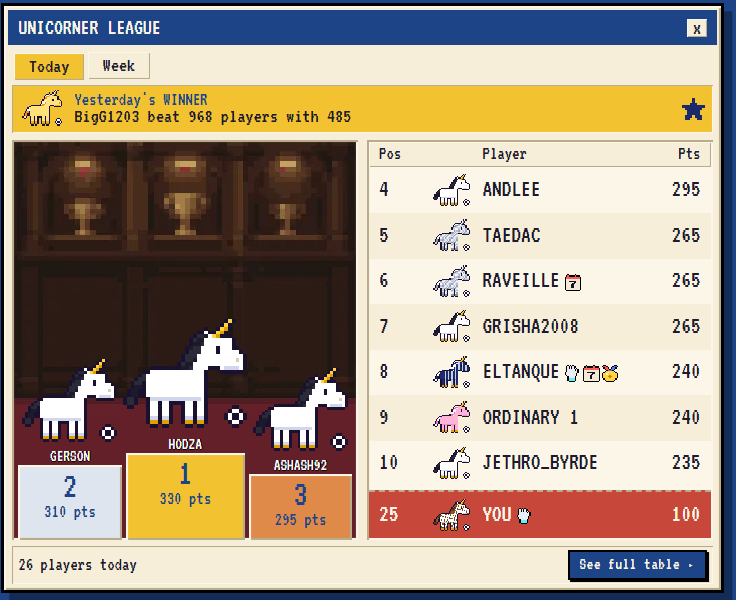 UNICORNER LEAGUE
x
Today Week
Yesterday's WINNER
BigG1203 beat 968 players with 485
GERSON
2
310 pts
HODZA
1
330 pts
ASHASH92
3
295 pts
Pos Player Pts
4 ANDLEE 295
5 TAEDAC 265
6 RAVEILLE 7 265
7 GRISHA2008 265
8 ELTANQUE 7 240
9 ORDINARY 1 240
10 JETHRO_BYRDE 235
25 YOU 100
26 players today
See full table